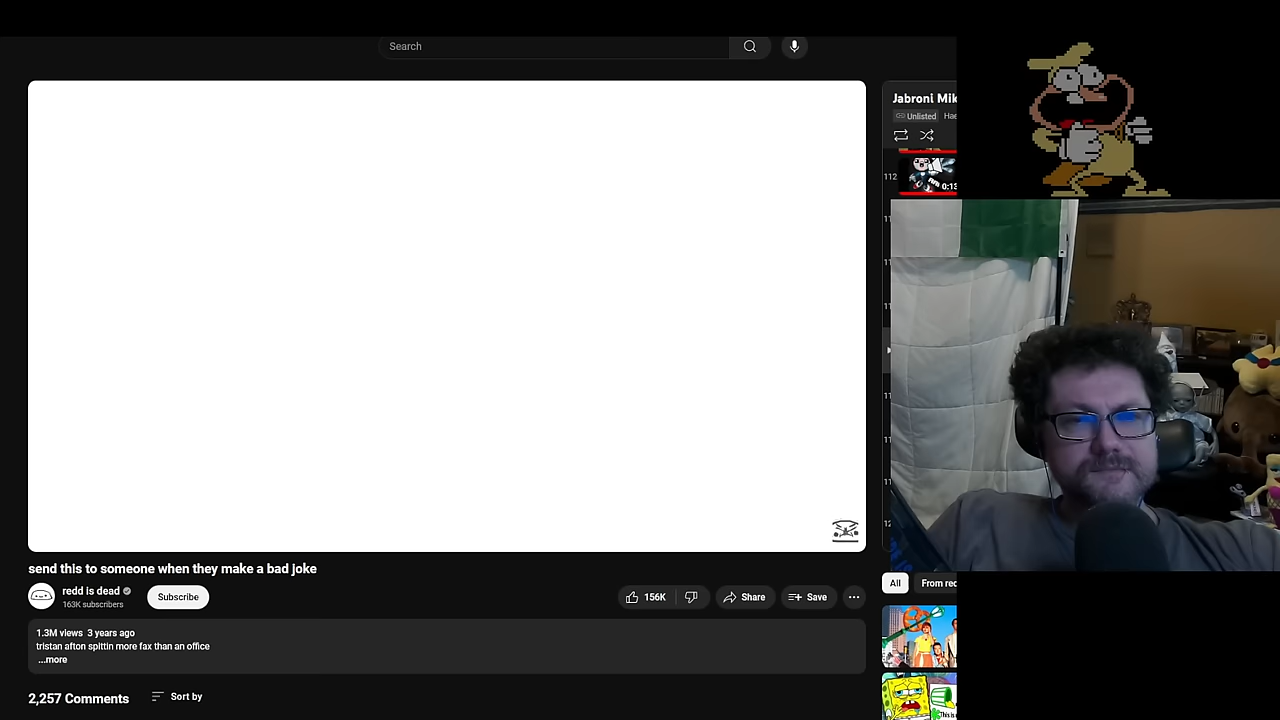 Search
Jabroni Mik
Unlisted
Hae
112
0:13
send this to someone when they make a bad joke
redd is dead
163K subscribers
Subscribe
156K
Share
Save
1.3M views 3 years ago
tristan afton spittin more fax than an office
...more
2,257 Comments
Sort by
All
From rec